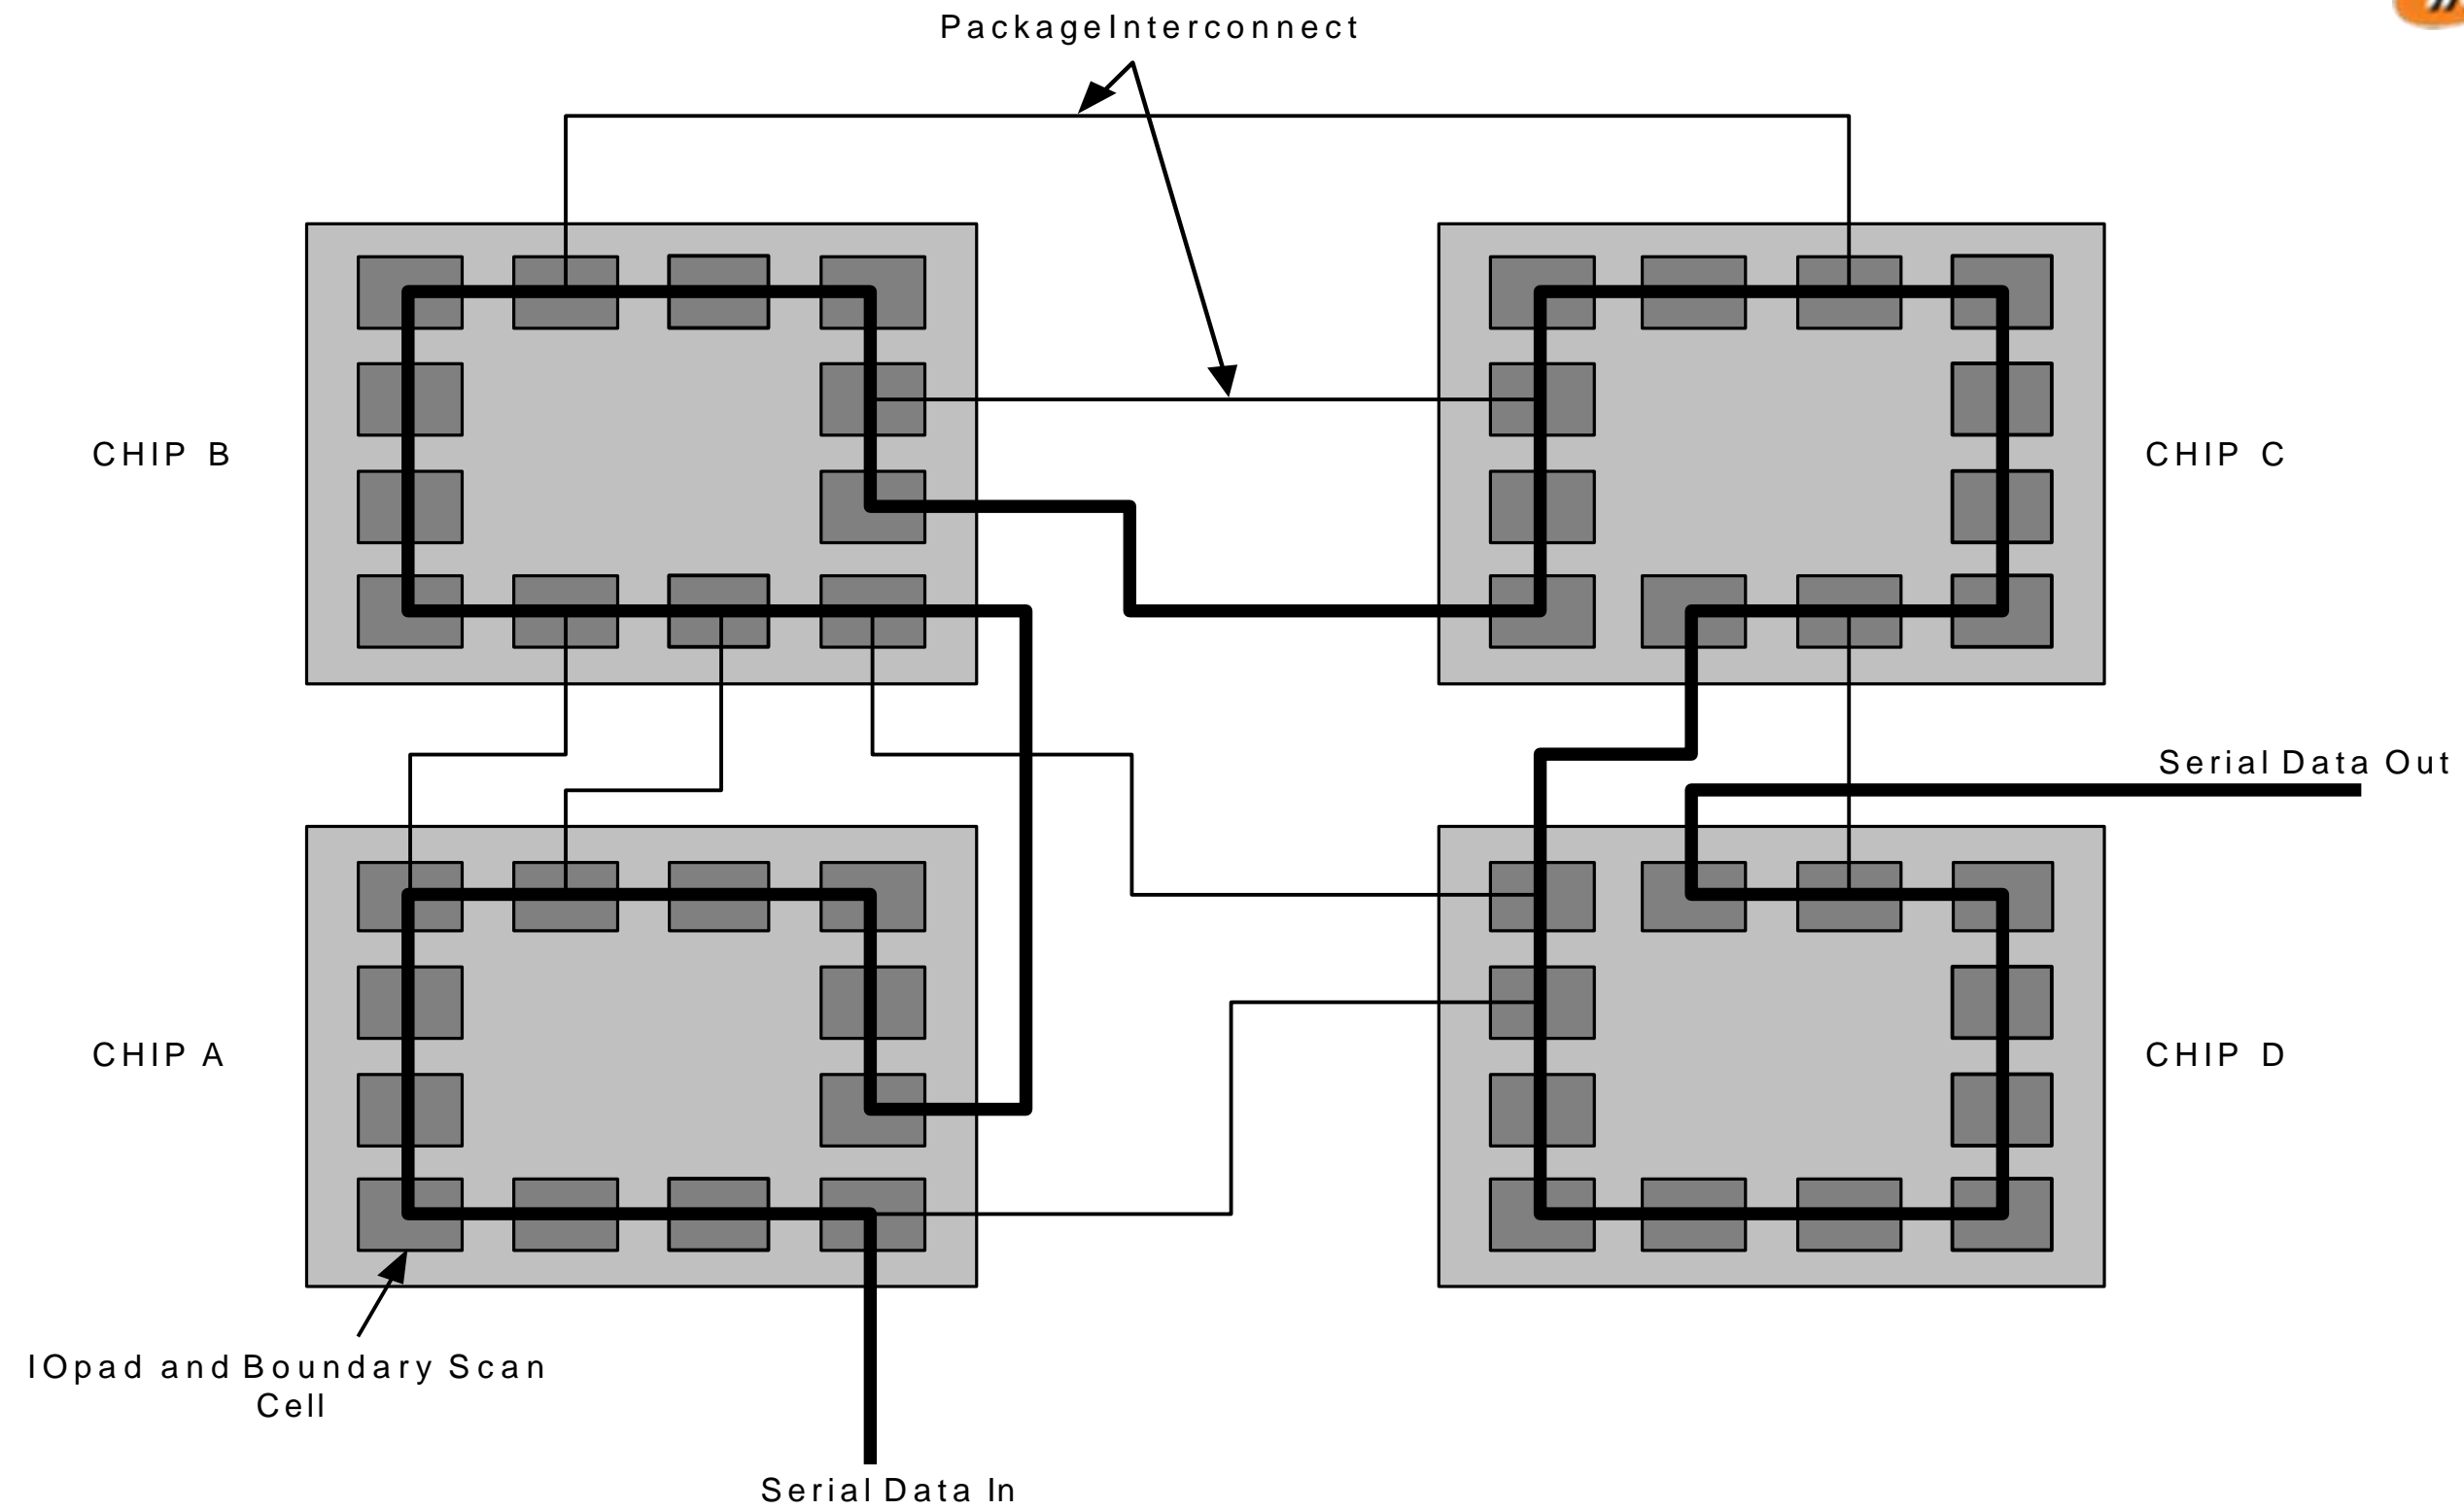 PackageInterconnect
CHIP B
CHIP C
Serial Data Out
CHIP A
CHIP D
IOpad and Boundary Scan
Cell
Serial Data In